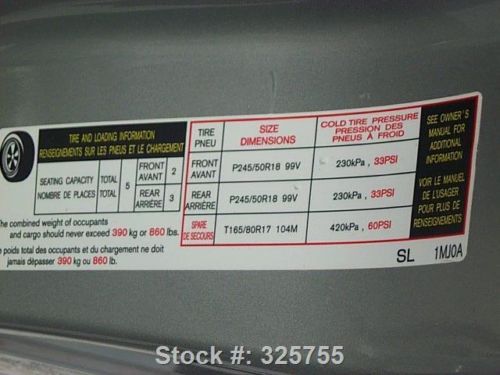 TIRE AND LOADING INFORMATION
RENSEIGNEMENTS SUR LES PNEUS ET LE CHARGEMENT
SEATING CAPACITY TOTAL
NOMBRE DE PLACES TOTAL
5
FRONT
AVANT
2
REAR
ARRIÈRE
3
The combined weight of occupants
and cargo should never exceed 390 kg or 860 lbs.
poids total des occupants et du chargement ne doit
jamais dépasser 390 kg ou 860 lb.
TIRE
PNEU
SIZE
DIMENSIONS
COLD TIRE PRESSURE
PRESSION DES
PNEUS À FROID
FRONT
AVANT
P245/50R18 99V
230kPa, 33PSI
REAR
ARRIÈRE
P245/50R18 99V
230kPa, 33PSI
SPARE
DE SECOURS
T165/80R17 104M
420kPa, 60PSI
SEE OWNER'S
MANUAL FOR
ADDITIONAL
INFORMATION
VOIR LE MANUEL
DE L'USAGER
POUR PLUS DE
RENSEIGNEMENTS
SL 1MJ0A
Stock #: 325755